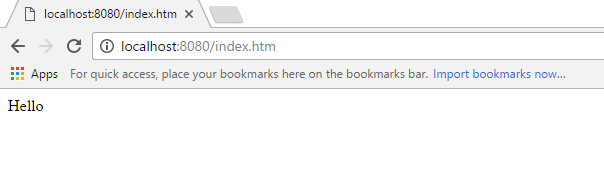 localhost:8080/index.htm
localhost:8080/index.htm
Apps For quick access, place your bookmarks here on the bookmarks bar. Import bookmarks now...
Hello